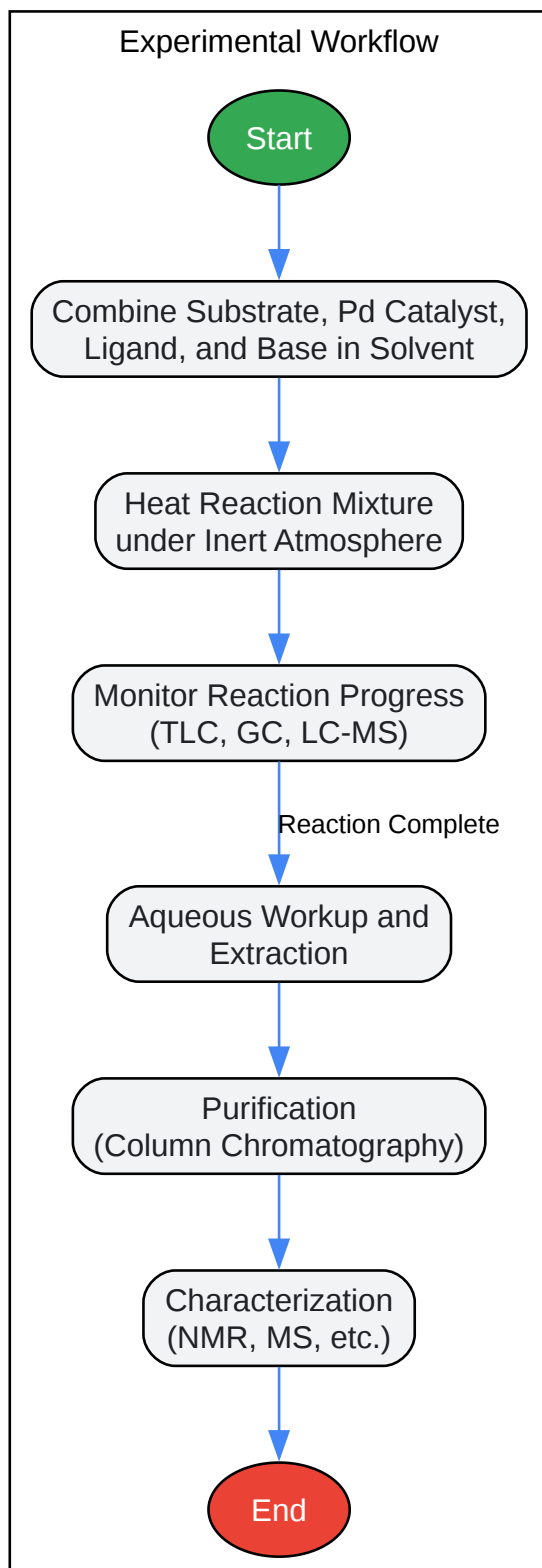 Experimental Workflow
Start
Combine Substrate, Pd Catalyst,
Ligand, and Base in Solvent
Heat Reaction Mixture
under Inert Atmosphere
Monitor Reaction Progress
(TLC, GC, LC-MS)
Reaction Complete
Aqueous Workup and
Extraction
Purification
(Column Chromatography)
Characterization
(NMR, MS, etc.)
End